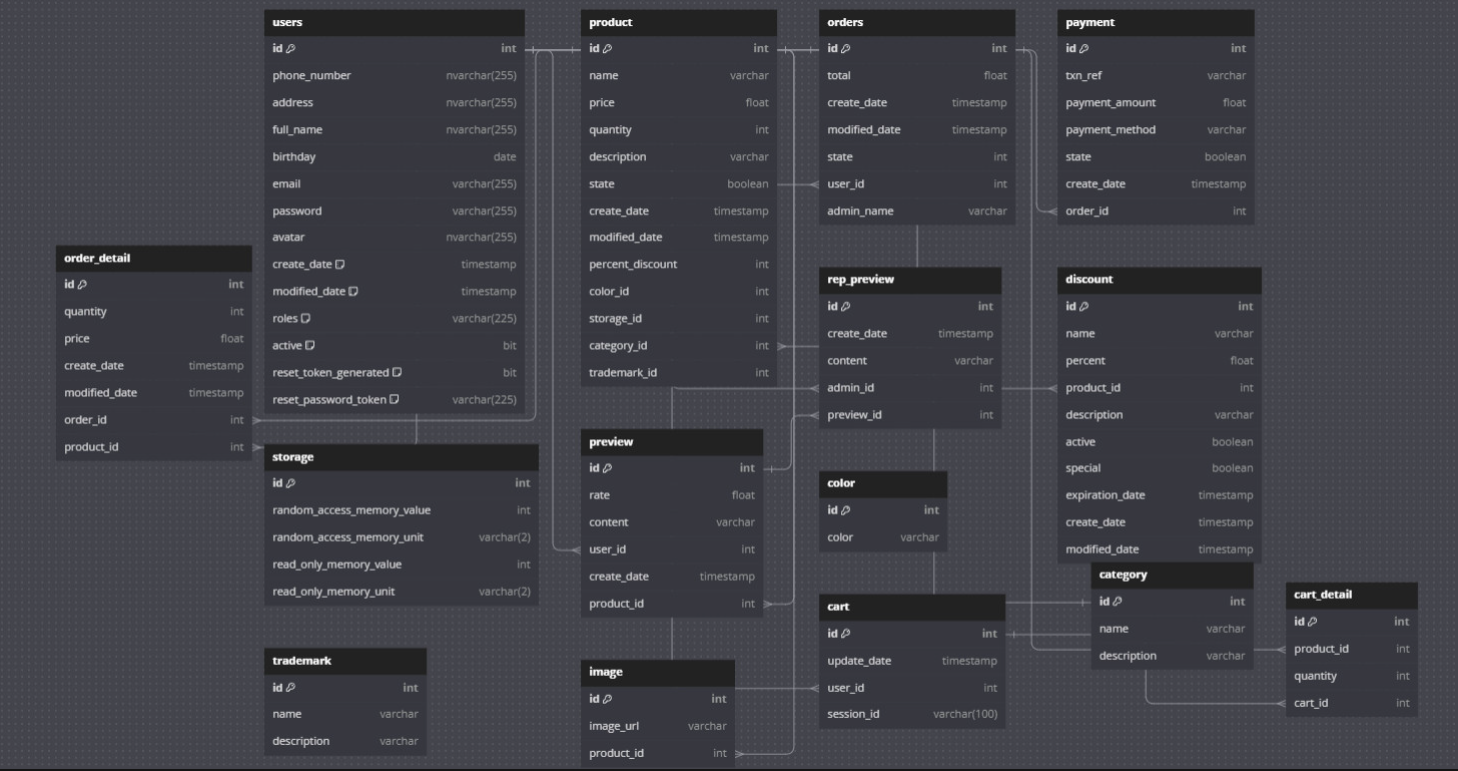 users
id int
phone_number nvarchar(255)
address nvarchar(255)
full_name nvarchar(255)
birthday date
email varchar(255)
password varchar(255)
avatar nvarchar(255)
create_date timestamp
modified_date timestamp
roles varchar(225)
active bit
reset_token_generated bit
reset_password_token varchar(225)
product
id int
name varchar
price float
quantity int
description varchar
state boolean
create_date timestamp
modified_date timestamp
percent_discount int
color_id int
storage_id int
category_id int
trademark_id int
orders
id int
total float
create_date timestamp
modified_date timestamp
state int
user_id int
admin_name varchar
payment
id int
txn_ref varchar
payment_amount float
payment_method varchar
state boolean
create_date timestamp
order_id int
order_detail
id int
quantity int
price float
create_date timestamp
modified_date timestamp
order_id int
product_id int
rep_preview
id int
create_date timestamp
content varchar
admin_id int
preview_id int
discount
id int
name varchar
percent float
product_id int
description varchar
active boolean
special boolean
expiration_date timestamp
create_date timestamp
modified_date timestamp
storage
id int
random_access_memory_value int
random_access_memory_unit varchar(2)
read_only_memory_value int
read_only_memory_unit varchar(2)
preview
id int
rate float
content varchar
user_id int
create_date timestamp
product_id int
color
id int
color varchar
category
id int
name varchar
description varchar
cart_detail
id int
product_id int
quantity int
cart_id int
cart
id int
update_date timestamp
user_id int
session_id varchar(100)
trademark
id int
name varchar
description varchar
image
id int
image_url varchar
product_id int